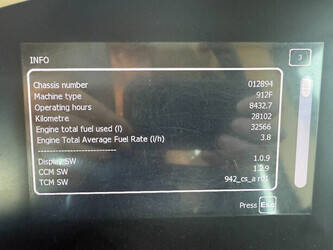 INFO
3
Chassis number 012894
Machine type 912F
Operating hours 8432.7
Kilometre 28102
Engine total fuel used (l) 32566
Engine Total Average Fuel Rate (l/h) 3.8
------------------------
Display SW 1.0.9
CCM SW 1.2.9
TCM SW 942_cs_a
Press Esc